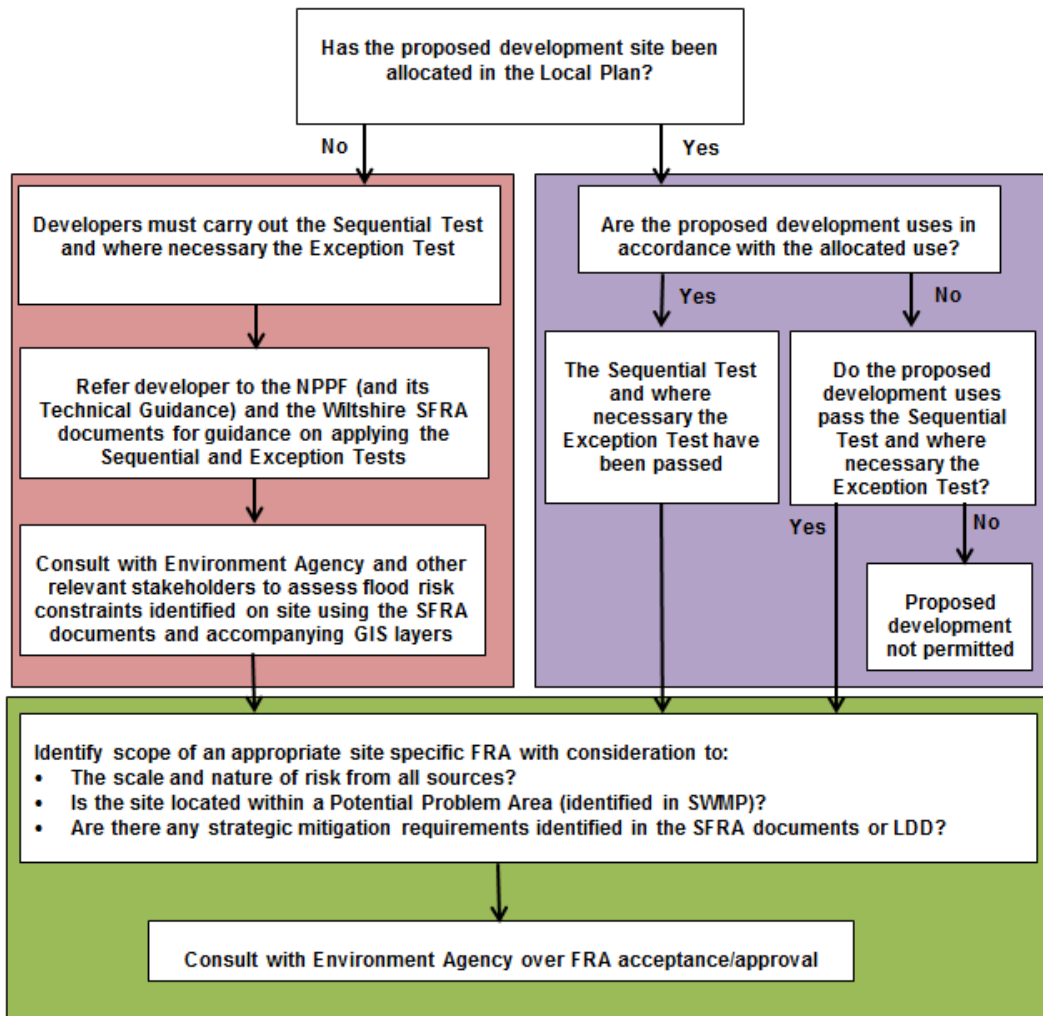 Has the proposed development site been
allocated in the Local Plan?
No
Yes
Developers must carry out the Sequential Test
and where necessary the Exception Test
Refer developer to the NPPF (and its
Technical Guidance) and the Wiltshire SFRA
documents for guidance on applying the
Sequential and Exception Tests
Consult with Environment Agency and other
relevant stakeholders to assess flood risk
constraints identified on site using the SFRA
documents and accompanying GIS layers
Are the proposed development uses in
accordance with the allocated use?
Yes
No
The Sequential Test
and where
necessary the
Exception Test have
been passed
Do the proposed
development uses
pass the Sequential
Test and where
necessary the
Exception Test?
Yes
No
Proposed
development
not permitted
Identify scope of an appropriate site specific FRA with consideration to:
• The scale and nature of risk from all sources?
• Is the site located within a Potential Problem Area (identified in SWMP)?
• Are there any strategic mitigation requirements identified in the SFRA documents or LDD?
Consult with Environment Agency over FRA acceptance/approval